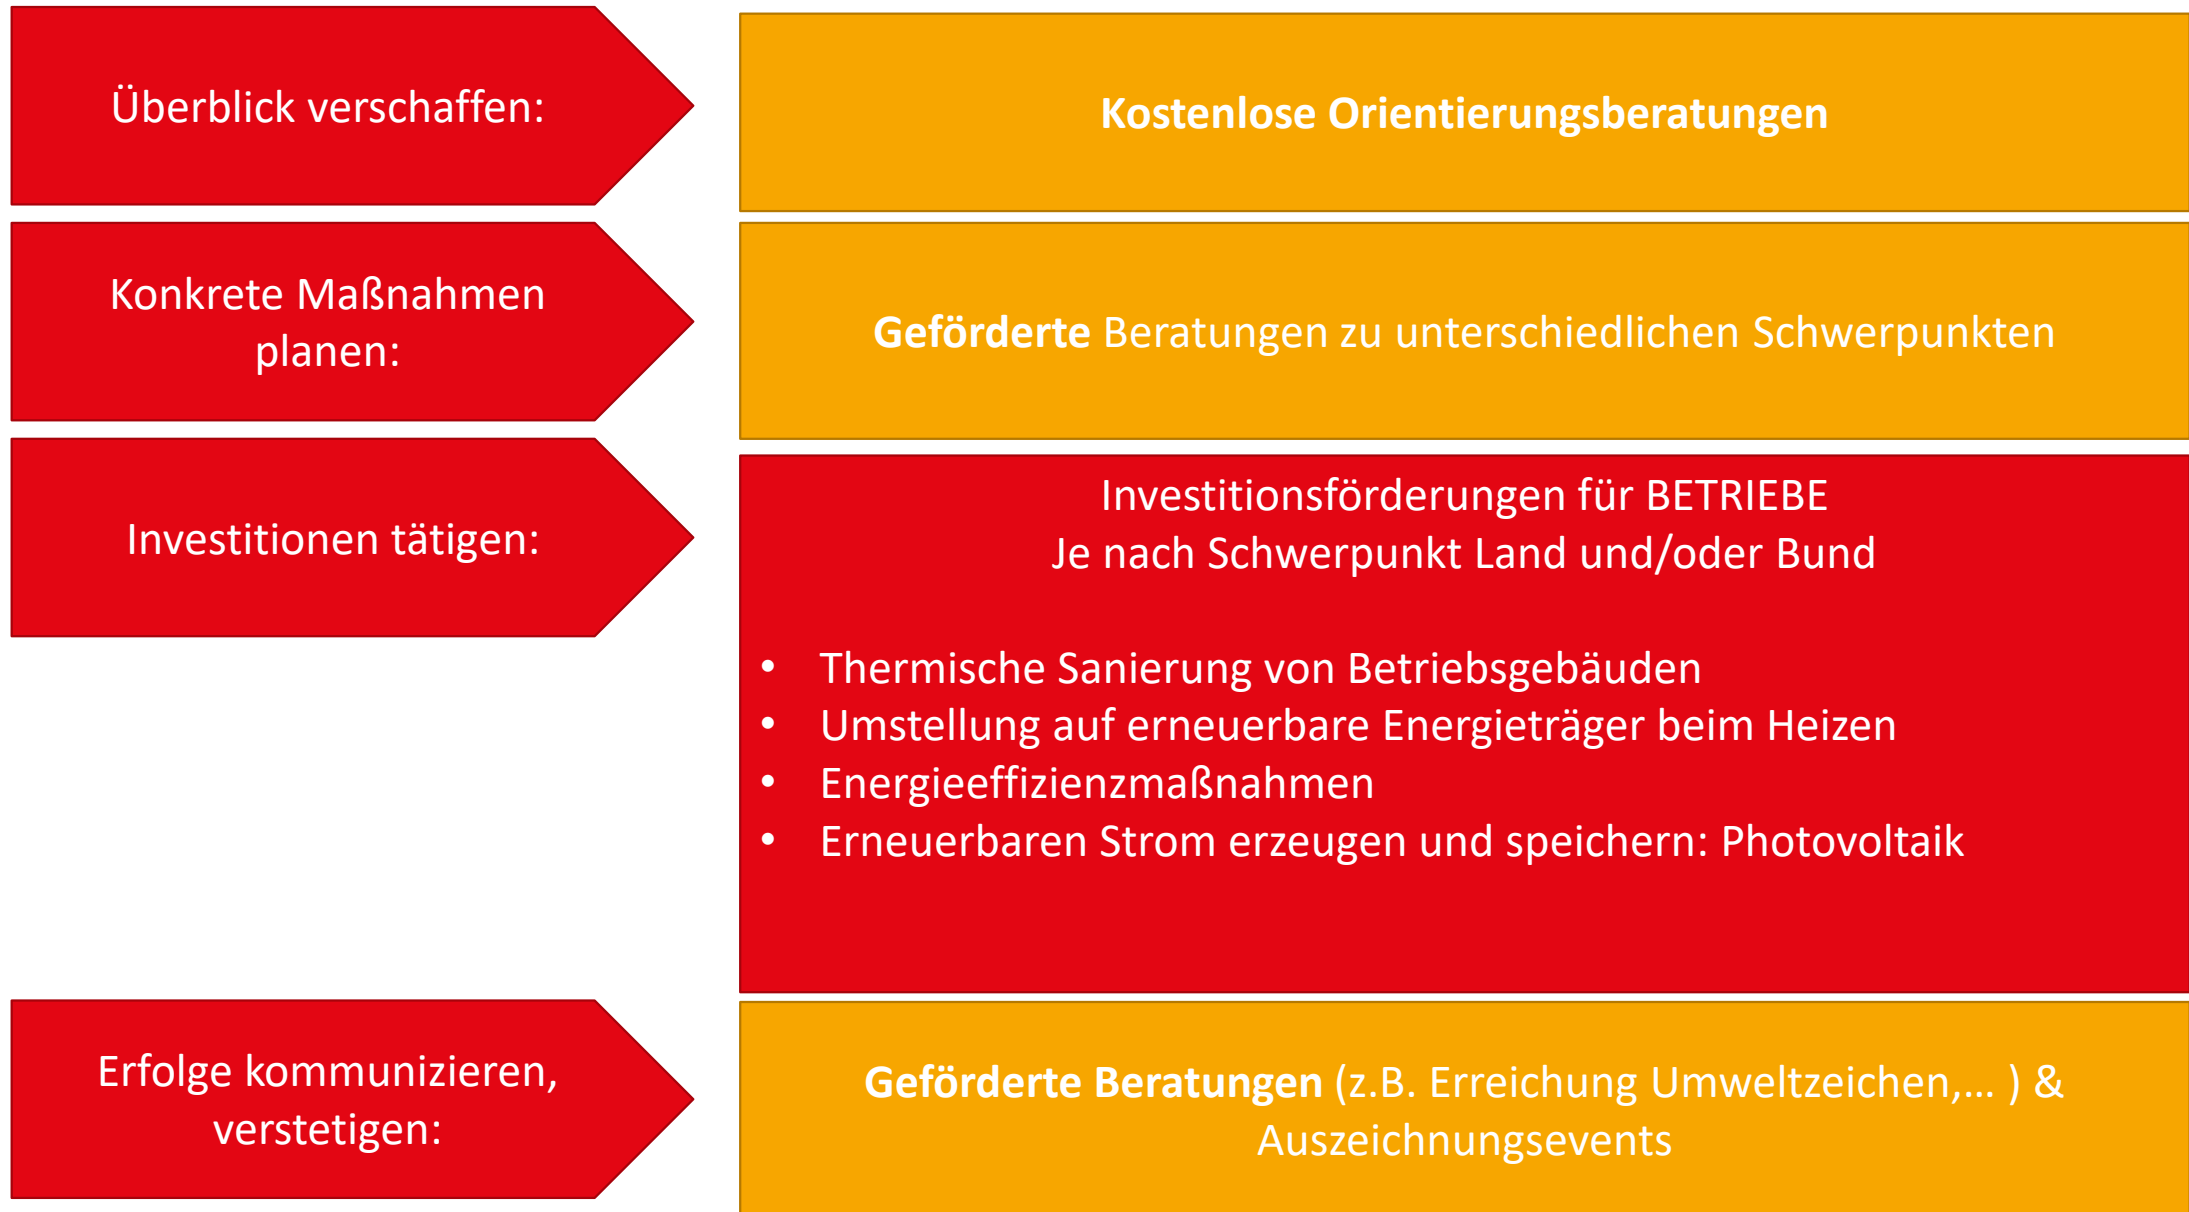 Überblick verschaffen:
Kostenlose Orientierungsberatungen
Konkrete Maßnahmen
planen:
Geförderte Beratungen zu unterschiedlichen Schwerpunkten
Investitionen tätigen:
Investitionsförderungen für BETRIEBE
Je nach Schwerpunkt Land und/oder Bund
• Thermische Sanierung von Betriebsgebäuden
• Umstellung auf erneuerbare Energieträger beim Heizen
• Energieeffizienzmaßnahmen
• Erneuerbaren Strom erzeugen und speichern: Photovoltaik
Erfolge kommunizieren,
verstetigen:
Geförderte Beratungen (z.B. Erreichung Umweltzeichen,... ) &
Auszeichnungsevents